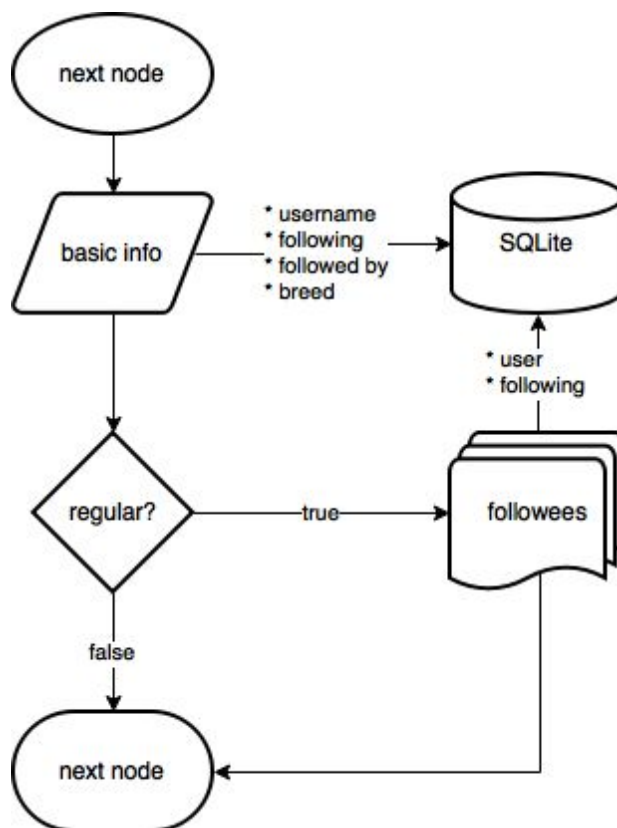 next node
basic info
* username
* following
* followed by
* breed
SQLite
* user
* following
regular?
true
followees
false
next node